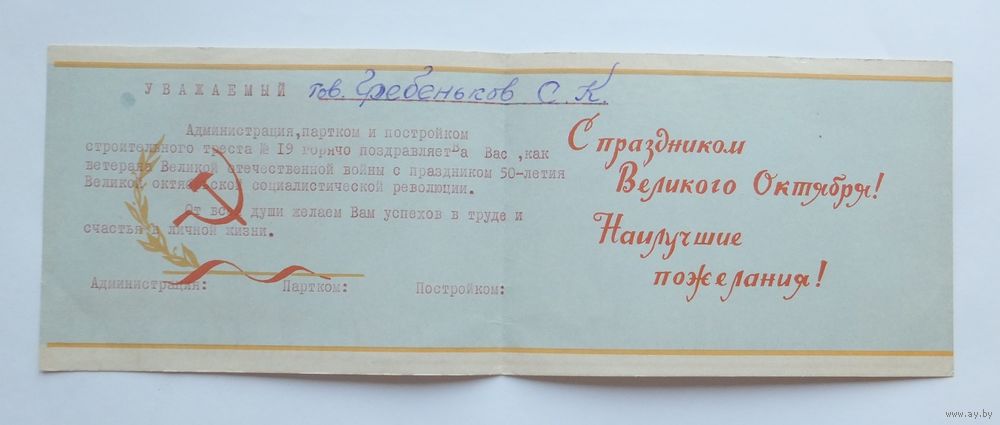 УВАЖАЕМЫЙ тов. Гребеньков С.К.
Администрация,партком и постройком
строительного треста № I9 горячо поздравляет Ва Вас ,как
ветерана Великой отечественной войны с праздником 50-летия
Великой октябрьской социалистической революции.
От всей души желаем Вам успехов в труде и
счастья в личной жизни.
Администрация: Партком: Постройком:
С праздником
Великого Октября!
Наилучшие
пожелания!
www.ay.by